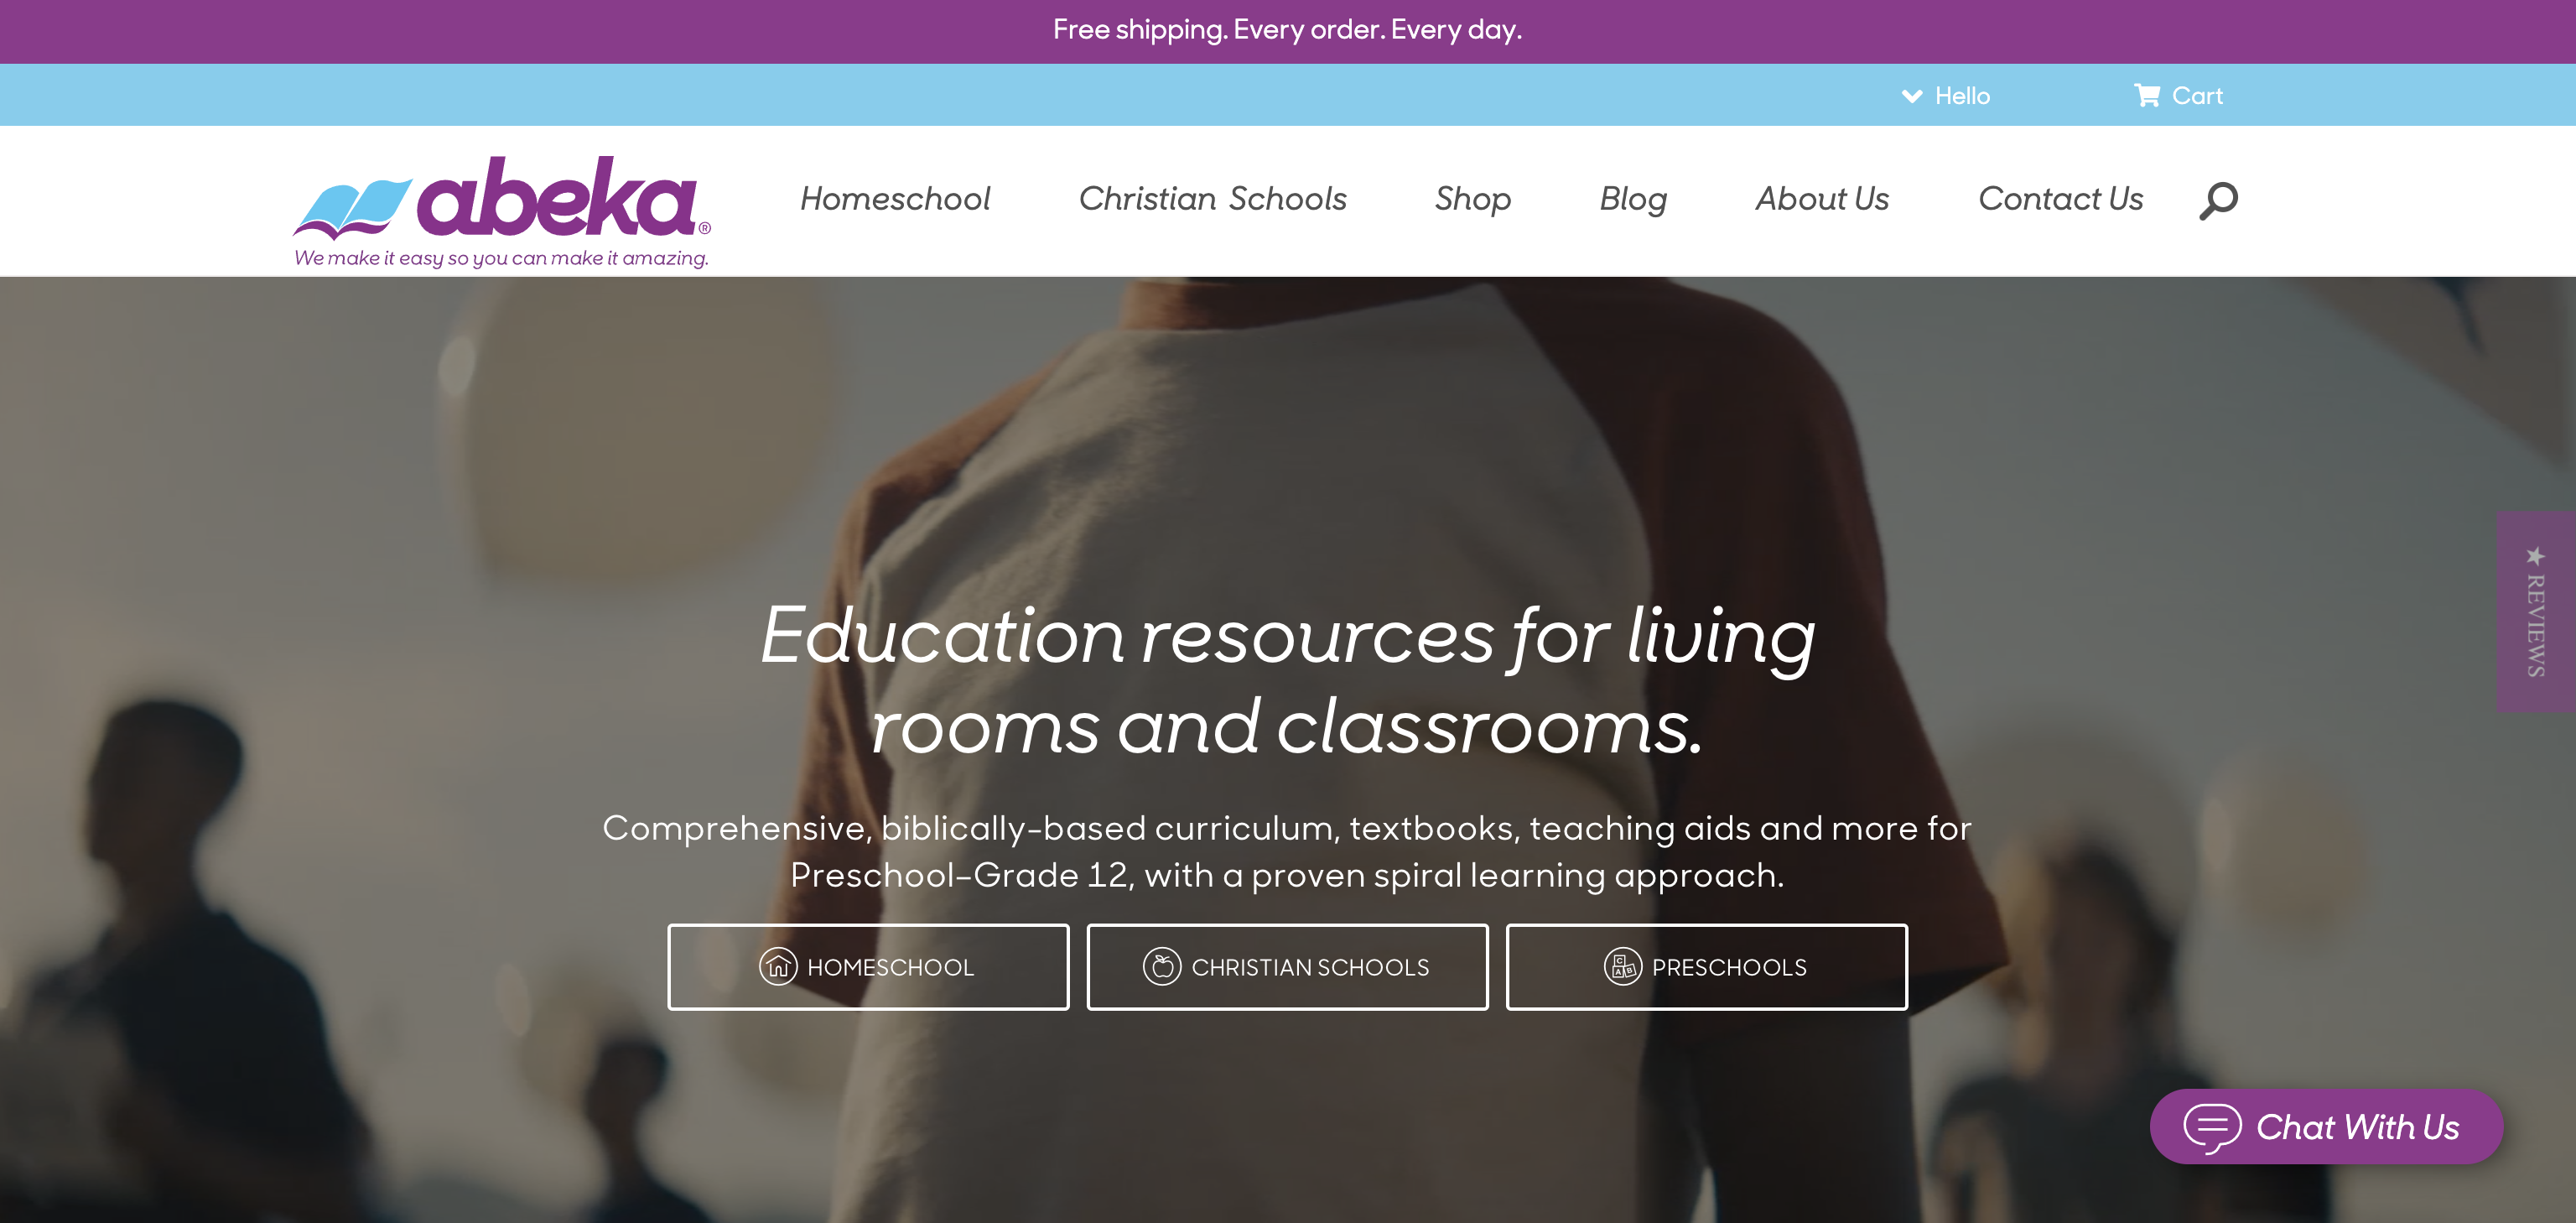 Free shipping. Every order. Every day.
Hello
Cart
abeka®
We make it easy so you can make it amazing.
Homeschool
Christian Schools
Shop
Blog
About Us
Contact Us
Education resources for living
rooms and classrooms.
Comprehensive, biblically-based curriculum, textbooks, teaching aids and more for
Preschool–Grade 12, with a proven spiral learning approach.
HOMESCHOOL
CHRISTIAN SCHOOLS
C
A B
PRESCHOOLS
★ REVIEWS
Chat With Us